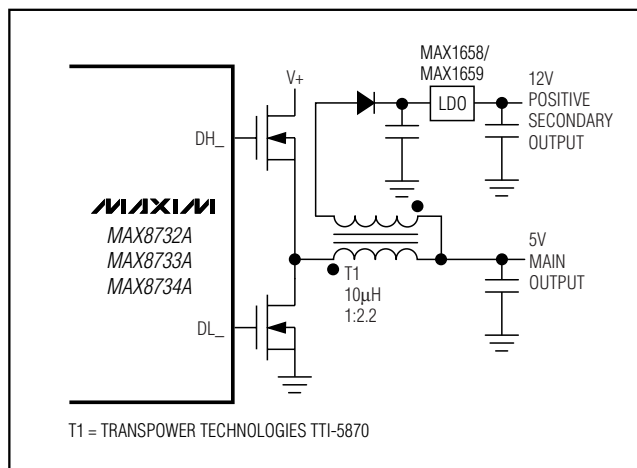 MAX1658/
MAX1659
V+
LDO
12V
POSITIVE
SECONDARY
OUTPUT
DH_
MAXIM
MAX8732A
MAX8733A
MAX8734A
T1
10µH
1:2.2
5V
MAIN
OUTPUT
DL_
T1 = TRANSPOWER TECHNOLOGIES TTI-5870